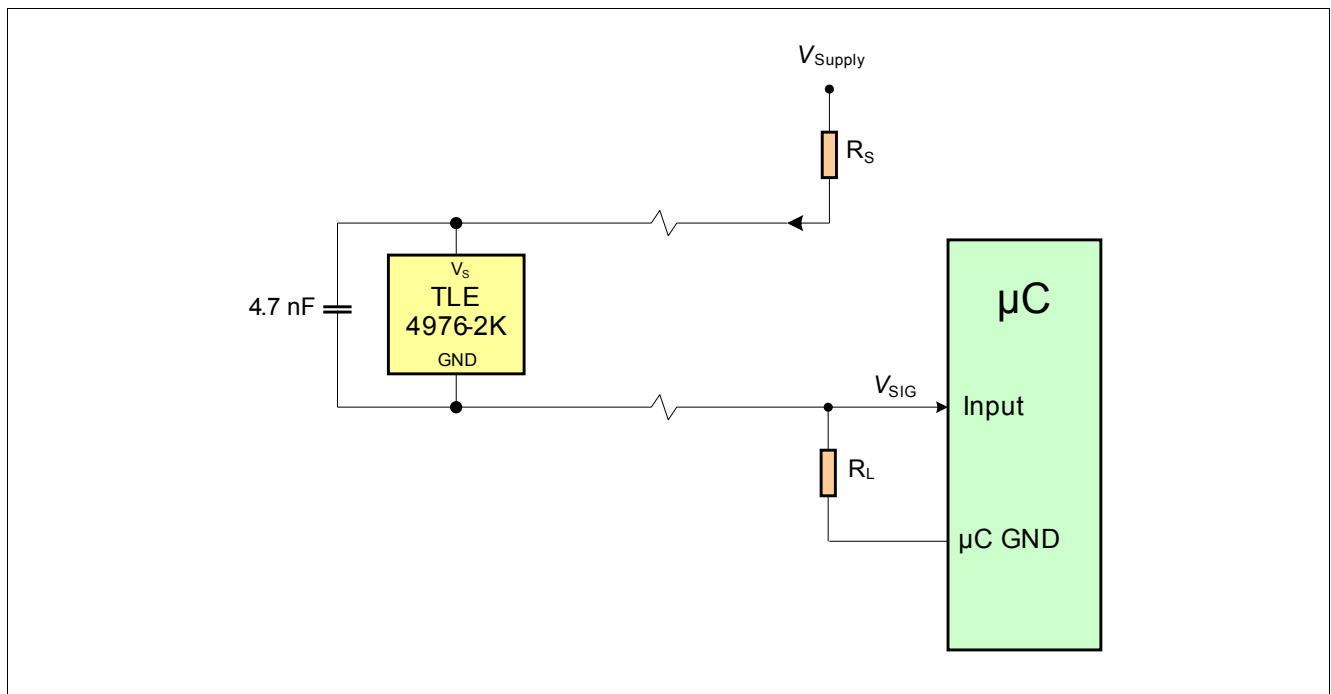 VSupply
RS
VS
TLE
4976-2K
GND
4.7 nF
µC
VSIG
Input
RL
µC GND